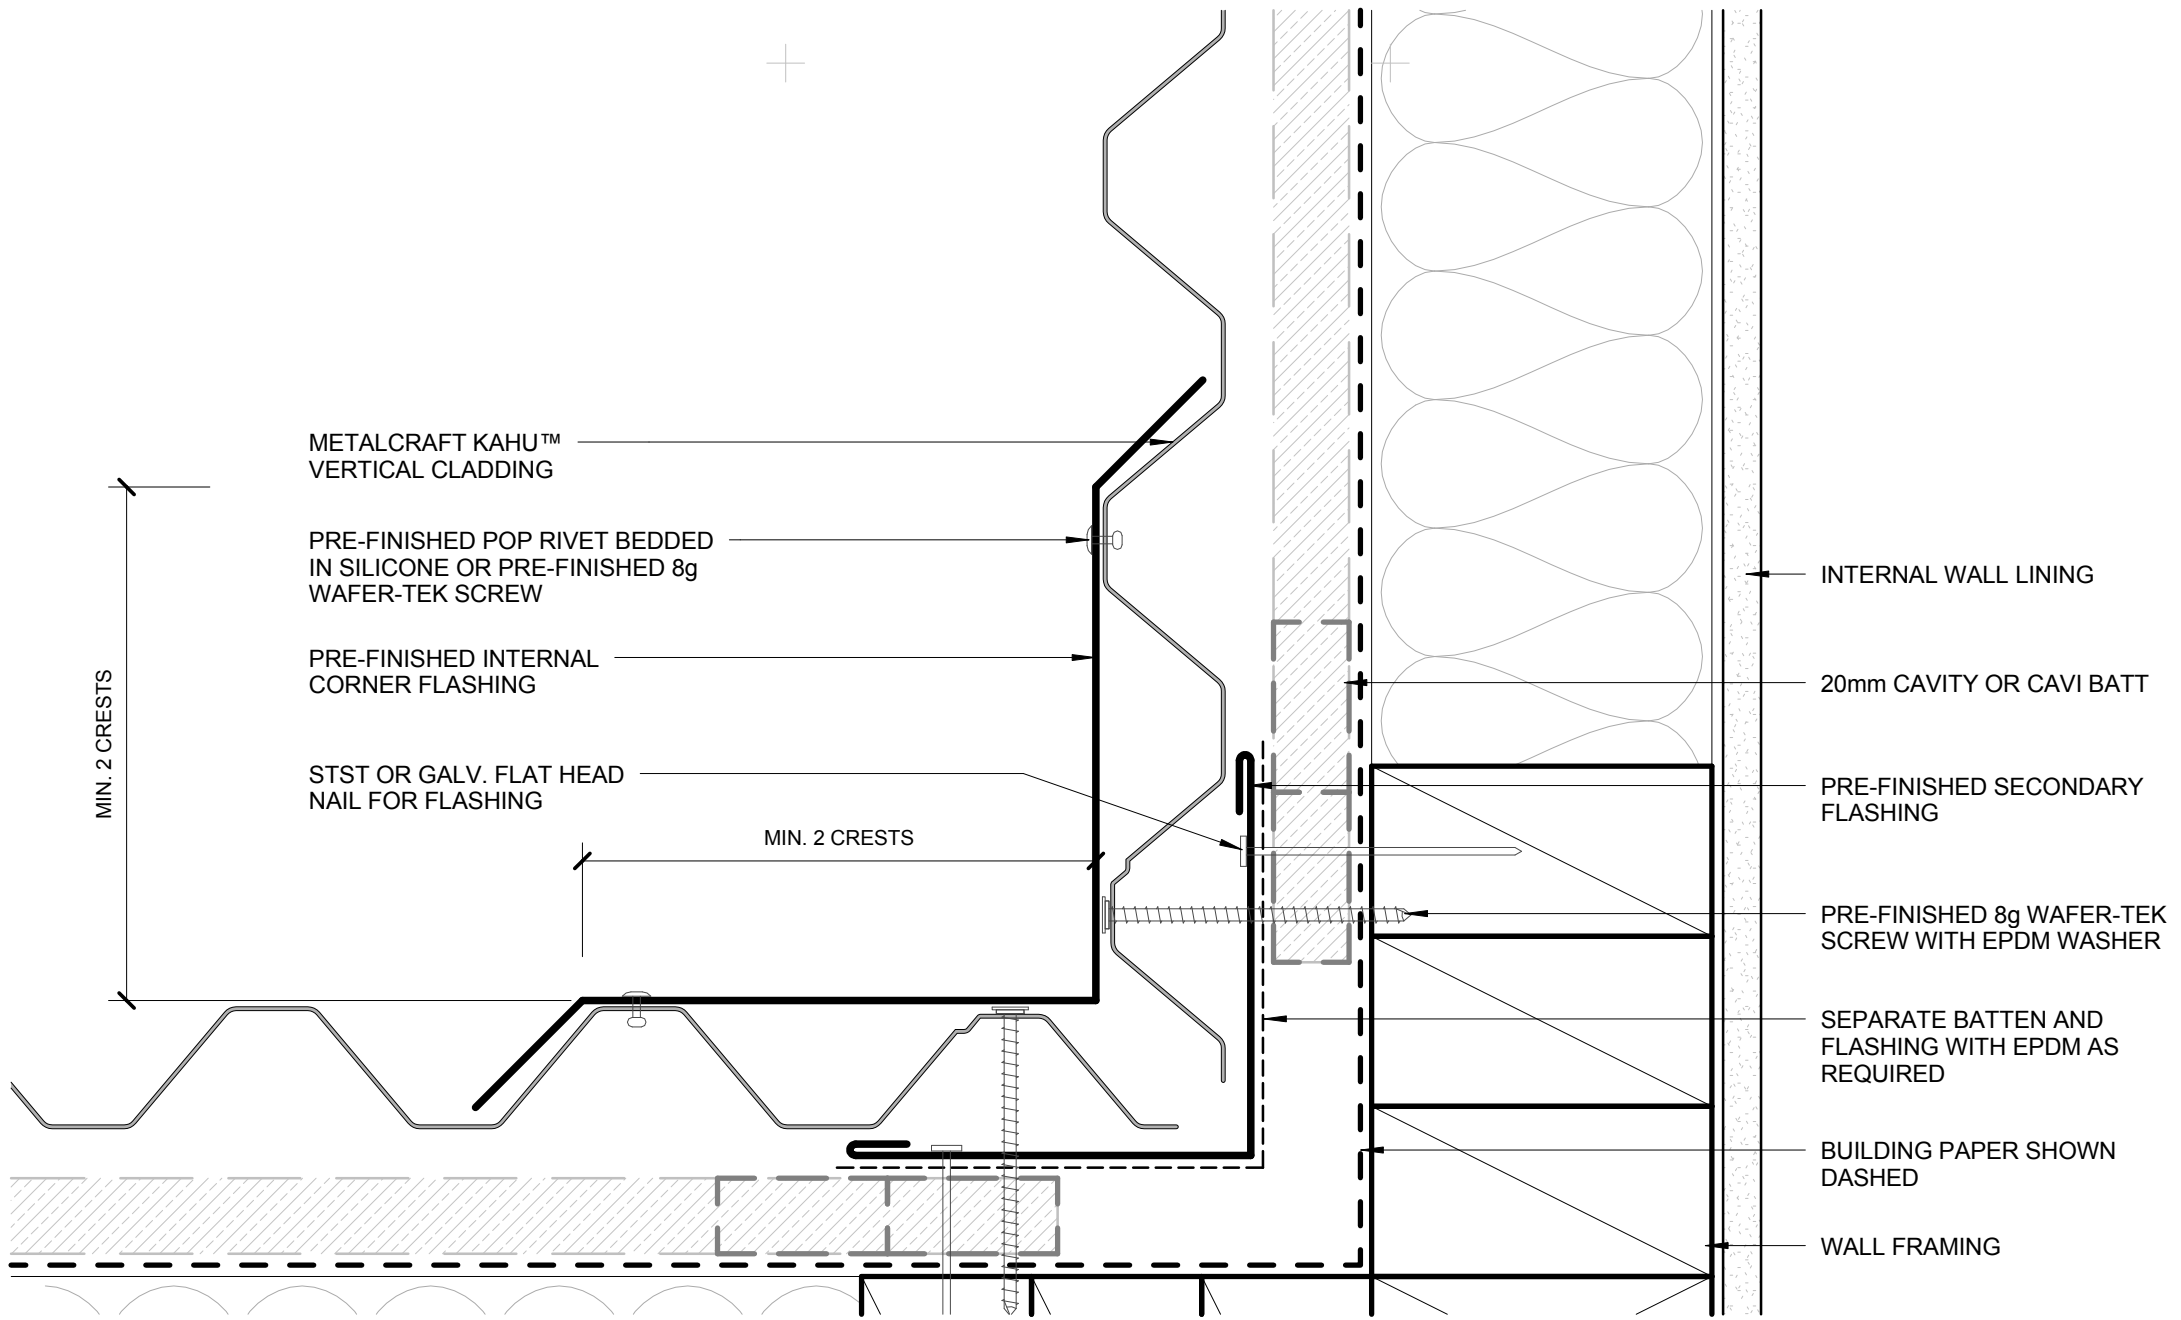 METALCRAFT KAHU™
VERTICAL CLADDING
PRE-FINISHED POP RIVET BEDDED
IN SILICONE OR PRE-FINISHED 8g
WAFER-TEK SCREW
PRE-FINISHED INTERNAL
CORNER FLASHING
STST OR GALV. FLAT HEAD
NAIL FOR FLASHING
MIN. 2 CRESTS
MIN. 2 CRESTS
INTERNAL WALL LINING
20mm CAVITY OR CAVI BATT
PRE-FINISHED SECONDARY
FLASHING
PRE-FINISHED 8g WAFER-TEK
SCREW WITH EPDM WASHER
SEPARATE BATTEN AND
FLASHING WITH EPDM AS
REQUIRED
BUILDING PAPER SHOWN
DASHED
WALL FRAMING